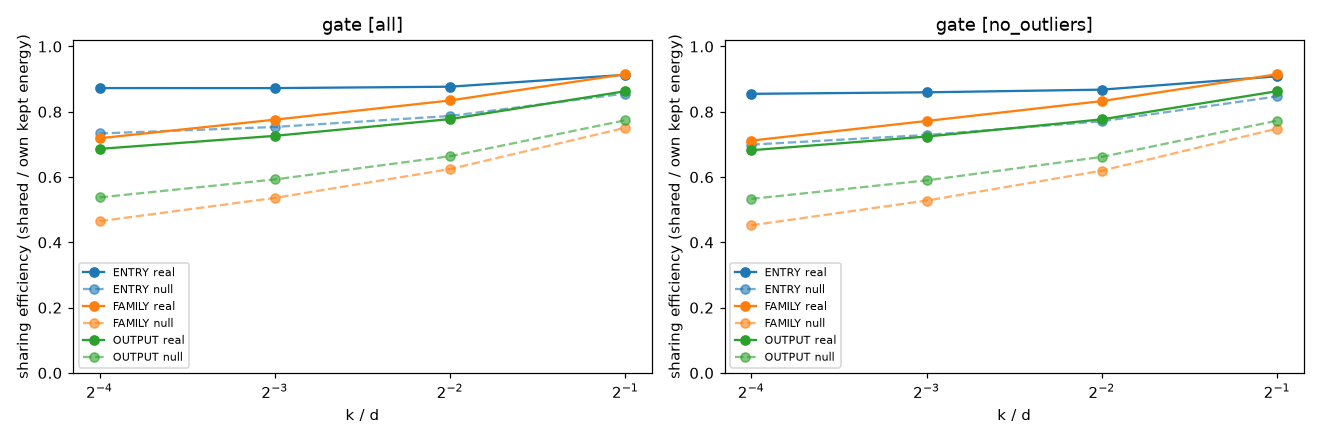 gate [all]
sharing efficiency (shared / own kept energy)
1.0
0.8
0.6
0.4
0.2
0.0
ENTRY real
ENTRY null
FAMILY real
FAMILY null
OUTPUT real
OUTPUT null
2⁻⁴ 2⁻³ 2⁻² 2⁻¹
k / d
gate [no_outliers]
sharing efficiency (shared / own kept energy)
1.0
0.8
0.6
0.4
0.2
0.0
ENTRY real
ENTRY null
FAMILY real
FAMILY null
OUTPUT real
OUTPUT null
2⁻⁴ 2⁻³ 2⁻² 2⁻¹
k / d